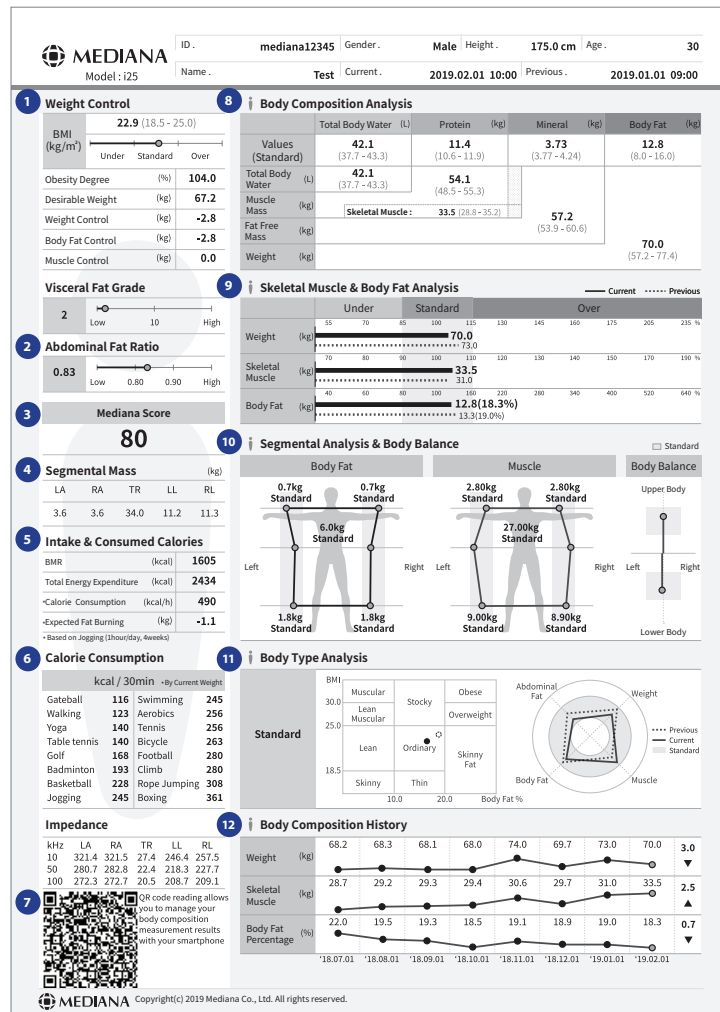 MEDIANA
Model : i25
ID . mediana12345 Gender . Male Height . 175.0 cm Age . 30
Name . Test Current . 2019.02.01 10:00 Previous . 2019.01.01 09:00
1 Weight Control
BMI (kg/m²)
22.9 (18.5 - 25.0)
Under Standard Over
Obesity Degree (%) 104.0
Desirable Weight (kg) 67.2
Weight Control (kg) -2.8
Body Fat Control (kg) -2.8
Muscle Control (kg) 0.0
Visceral Fat Grade
2
Low 10 High
2 Abdominal Fat Ratio
0.83
Low 0.80 0.90 High
3 Mediana Score
80
4 Segmental Mass (kg)
LA RA TR LL RL
3.6 3.6 34.0 11.2 11.3
5 Intake & Consumed Calories
BMR (kcal) 1605
Total Energy Expenditure (kcal) 2434
•Calorie Consumption (kcal/h) 490
•Expected Fat Burning (kg) -1.1
• Based on Jogging (1hour/day, 4weeks)
6 Calorie Consumption
kcal / 30min •By Current Weight
Gateball 116 Swimming 245
Walking 123 Aerobics 256
Yoga 140 Tennis 256
Table tennis 140 Bicycle 263
Golf 168 Football 280
Badminton 193 Climb 280
Basketball 228 Rope Jumping 308
Jogging 245 Boxing 361
Impedance
kHz LA RA TR LL RL
10 321.4 321.5 27.4 246.4 257.5
50 280.7 282.8 22.4 218.3 227.7
100 272.3 272.7 20.5 208.7 209.1
7
QR code reading allows
you to manage your
body composition
measurement results
with your smartphone
8 Body Composition Analysis
Total Body Water (L) Protein (kg) Mineral (kg) Body Fat (kg)
Values 42.1 11.4 3.73 12.8
(Standard) (37.7 - 43.3) (10.6 - 11.9) (3.77 - 4.24) (8.0 - 16.0)
Total Body Water (L) 42.1
(37.7 - 43.3)
54.1
(48.5 - 55.3)
Muscle Mass (kg)
Skeletal Muscle : 33.5 (28.8 - 35.2)
57.2
(53.9 - 60.6)
Fat Free Mass (kg)
70.0
(57.2 - 77.4)
Weight (kg)
9 Skeletal Muscle & Body Fat Analysis
Current Previous
Under Standard Over
55 70 85 100 115 130 145 160 175 205 235 %
Weight (kg) 70.0
73.0
70 80 90 100 110 120 130 140 150 170 190 %
Skeletal Muscle (kg) 33.5
31.0
40 60 80 100 160 220 280 340 400 520 640 %
Body Fat (kg) 12.8(18.3%)
13.3(19.0%)
10 Segmental Analysis & Body Balance
Standard
Body Fat Muscle Body Balance
0.7kg 0.7kg
Standard Standard
6.0kg
Standard
Left Right
1.8kg 1.8kg
Standard Standard
2.80kg 2.80kg
Standard Standard
27.00kg
Standard
Left Right
9.00kg 8.90kg
Standard Standard
Upper Body
Left Right
Lower Body
11 Body Type Analysis
Standard
BMI
30.0
25.0
18.5
Muscular Stocky Obese
Lean Muscular Overweight
Lean Ordinary Skinny Fat
Skinny Thin
10.0 20.0 Body Fat %
Abdominal Fat Weight
Body Fat Muscle
Previous
Current
Standard
12 Body Composition History
Weight (kg) 68.2 68.3 68.1 68.0 74.0 69.7 73.0 70.0 3.0 ▼
Skeletal Muscle (kg) 28.7 29.2 29.3 29.4 30.6 29.7 31.0 33.5 2.5 ▲
Body Fat Percentage (%) 22.0 19.5 19.3 18.5 19.1 18.9 19.0 18.3 0.7 ▼
'18.07.01 '18.08.01 '18.09.01 '18.10.01 '18.11.01 '18.12.01 '19.01.01 '19.02.01
MEDIANA Copyright(c) 2019 Mediana Co., Ltd. All rights reserved.